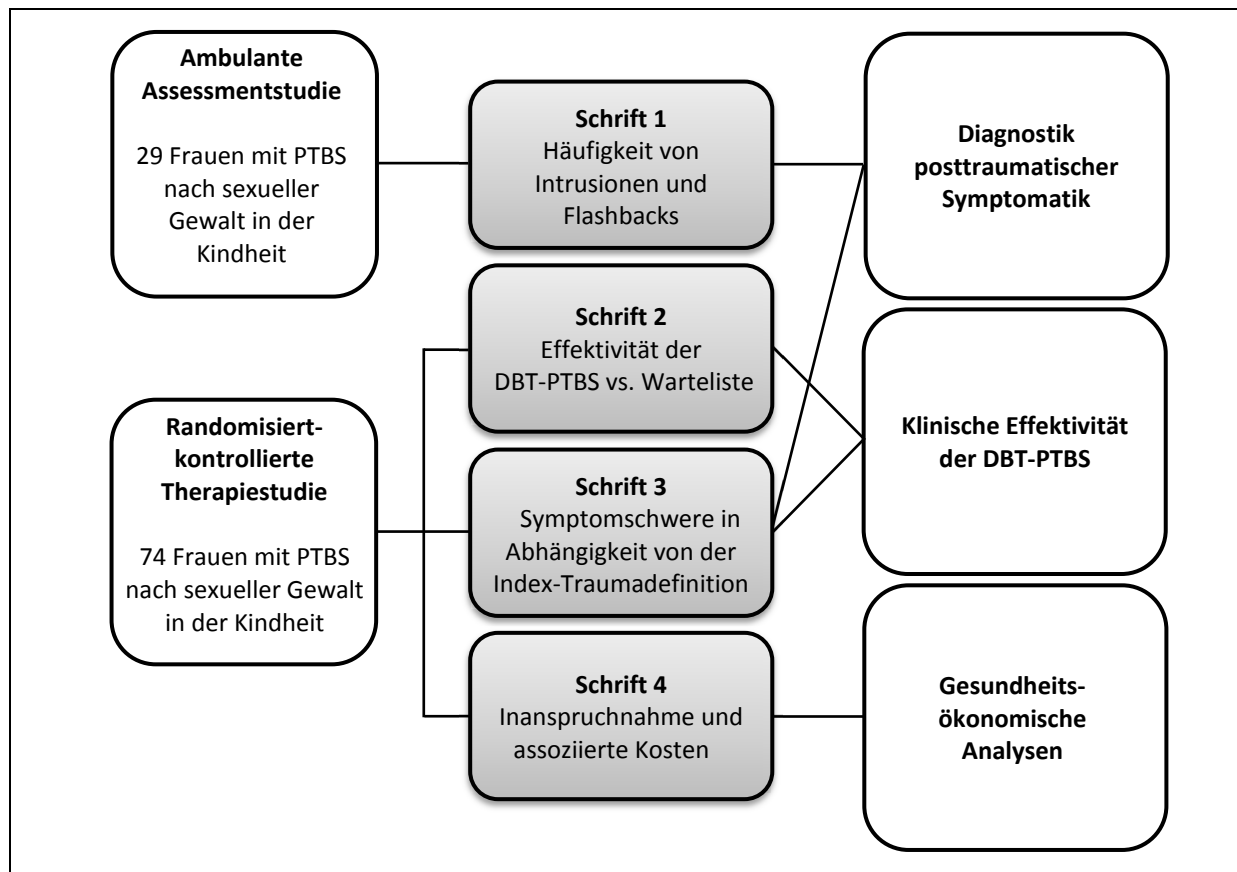 Ambulante
Assessmentstudie
29 Frauen mit PTBS
nach sexueller
Gewalt in der
Kindheit
Randomisiert-
kontrollierte
Therapiestudie
74 Frauen mit PTBS
nach sexueller Gewalt
in der Kindheit
Schrift 1
Häufigkeit von
Intrusionen und
Flashbacks
Schrift 2
Effektivität der
DBT-PTBS vs. Warteliste
Schrift 3
Symptomschwere in
Abhängigkeit von der
Index-Traumadefinition
Schrift 4
Inanspruchnahme und
assoziierte Kosten
Diagnostik
posttraumatischer
Symptomatik
Klinische Effektivität
der DBT-PTBS
Gesundheits-
ökonomische
Analysen